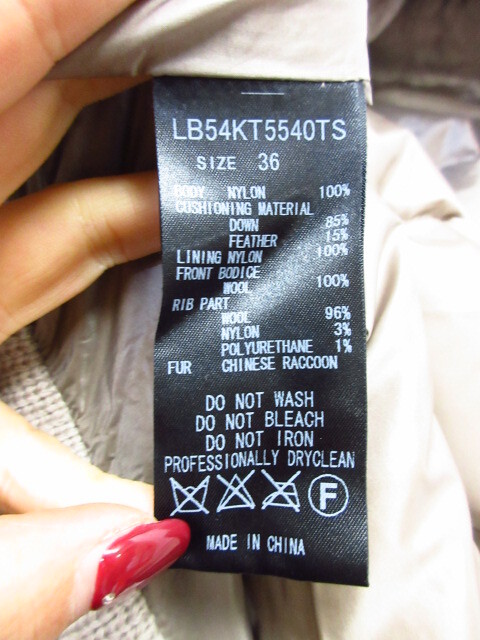 LB54KT5540TS
SIZE 36
BODY NYLON 100%
CUSHIONING MATERIAL
DOWN 85%
FEATHER 15%
LINING NYLON 100%
FRONT BODICE
WOOL 100%
RIB PART
WOOL 96%
NYLON 3%
POLYURETHANE 1%
FUR CHINESE RACCOON
DO NOT WASH
DO NOT BLEACH
DO NOT IRON
PROFESSIONALLY DRYCLEAN
F
MADE IN CHINA